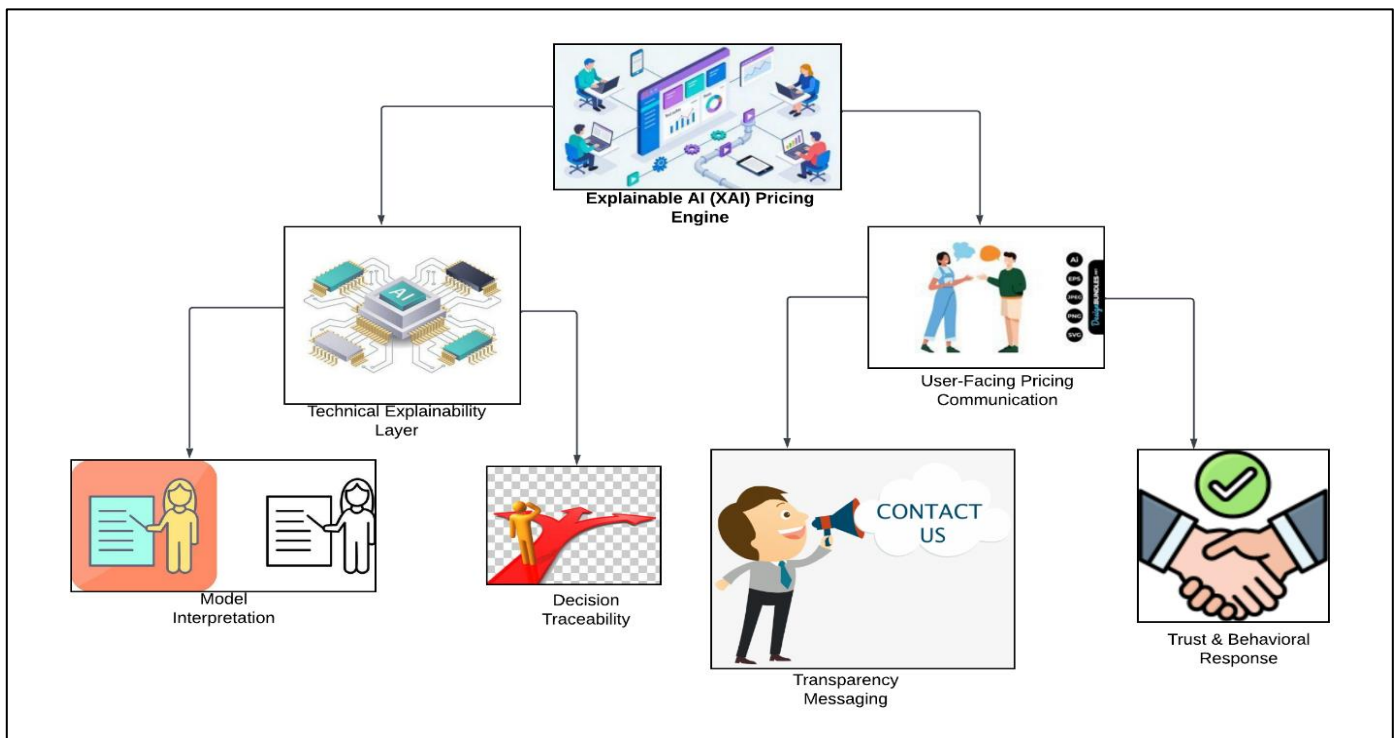 Explainable AI (XAI) Pricing
Engine
AI
Technical Explainability
Layer
AI
EPS
JPEG
PNG
SVG
DesignBUNDLES
User-Facing Pricing
Communication
Model
Interpretation
Decision
Traceability
CONTACT
US
Transparency
Messaging
Trust & Behavioral
Response